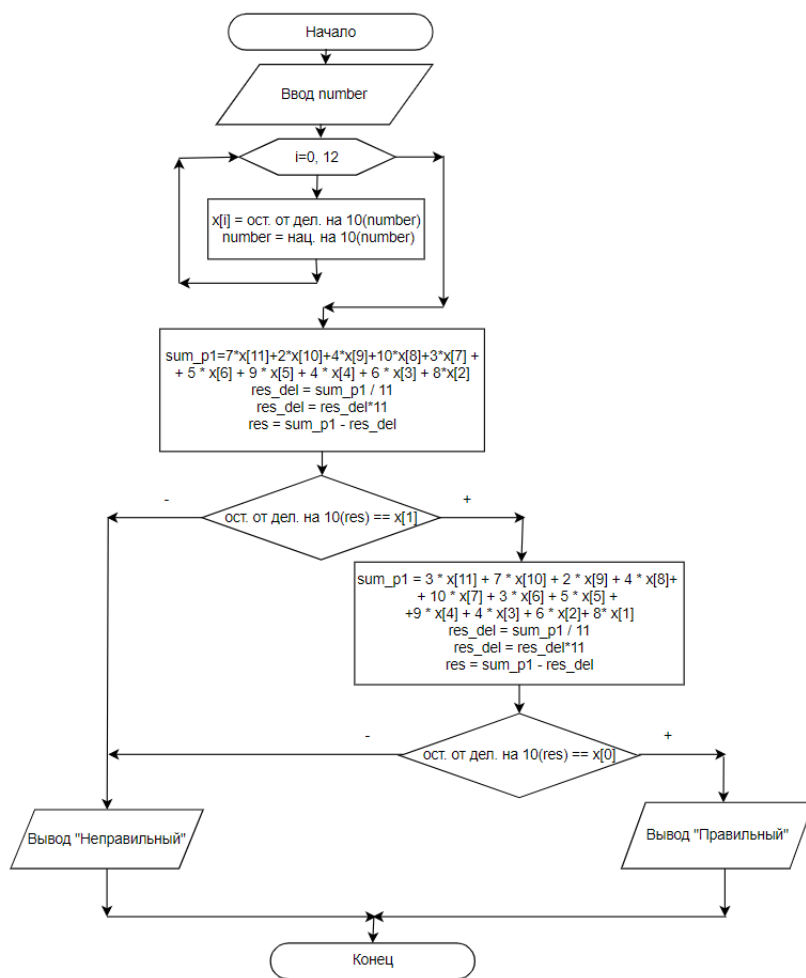 Начало
Ввод number
i=0, 12
x[i] = ост. от дел. на 10(number)
number = нац. на 10(number)
sum_p1=7*x[11]+2*x[10]+4*x[9]+10*x[8]+3*x[7] +
+ 5 * x[6] + 9 * x[5] + 4 * x[4] + 6 * x[3] + 8*x[2]
res_del = sum_p1 / 11
res_del = res_del*11
res = sum_p1 - res_del
-
ост. от дел. на 10(res) == x[1]
+
sum_p1 = 3 * x[11] + 7 * x[10] + 2 * x[9] + 4 * x[8]+
+ 10 * x[7] + 3 * x[6] + 5 * x[5] +
+9 * x[4] + 4 * x[3] + 6 * x[2]+ 8* x[1]
res_del = sum_p1 / 11
res_del = res_del*11
res = sum_p1 - res_del
-
ост. от дел. на 10(res) == x[0]
+
Вывод "Неправильный"
Вывод "Правильный"
Конец